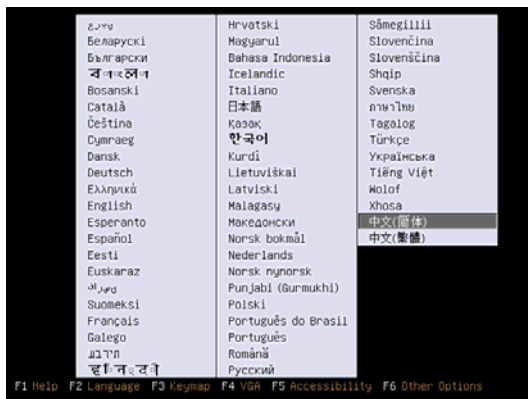 عربي
Беларускі
Български
Bosanski
Català
Čeština
Cymraeg
Dansk
Deutsch
Ελληνικά
English
Esperanto
Español
Eesti
Euskaraz
Suomeksi
Français
Galego
עברית
Hrvatski
Magyarul
Bahasa Indonesia
Icelandic
Italiano
日本語
Қазақ
한국어
Kurdî
Lietuviškai
Latviski
Malagasy
Македонски
Norsk bokmål
Nederlands
Norsk nynorsk
Punjabi (Gurmukhi)
Polski
Português do Brasil
Português
Română
Русский
Sámegillii
Slovenčina
Slovenščina
Shqip
Svenska
ภาษาไทย
Tagalog
Türkçe
Українська
Tiếng Việt
Wolof
Xhosa
中文(简体)
中文(繁體)
F1 Help F2 Language F3 Keymap F4 VGA F5 Accessibility F6 Other Options